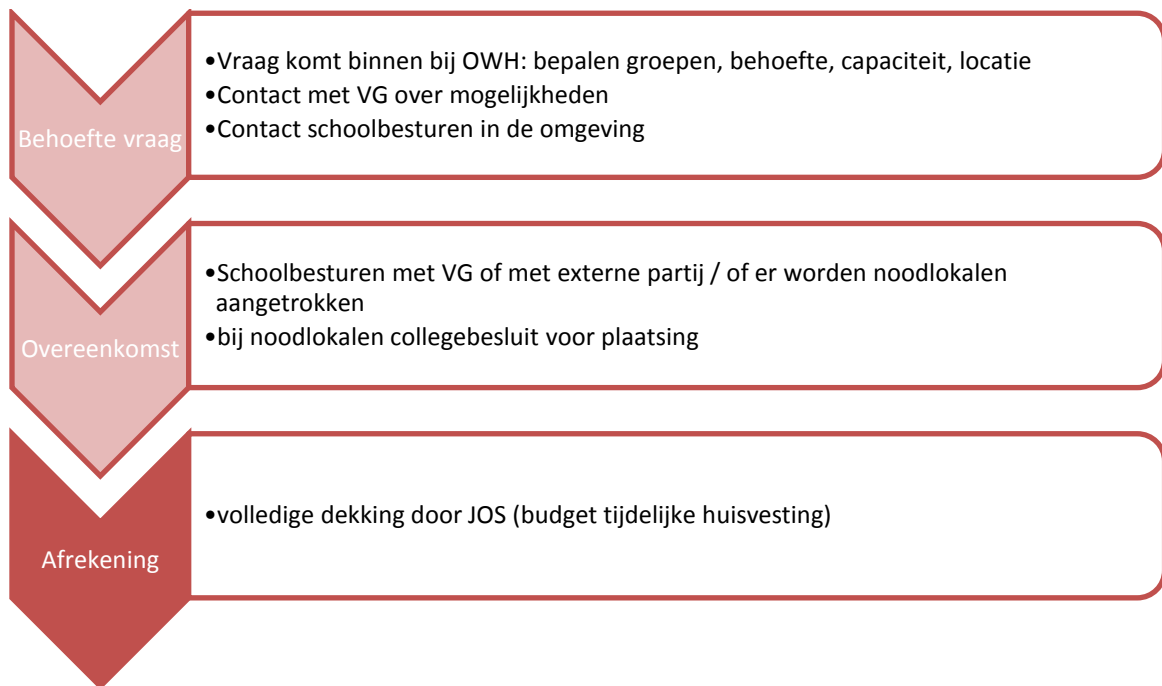 Behoefte vraag
•Vraag komt binnen bij OWH: bepalen groepen, behoefte, capaciteit, locatie
•Contact met VG over mogelijkheden
•Contact schoolbesturen in de omgeving
Overeenkomst
•Schoolbesturen met VG of met externe partij / of er worden noodlokalen
aangetrokken
•bij noodlokalen collegebesluit voor plaatsing
Afrekening
•volledige dekking door JOS (budget tijdelijke huisvesting)